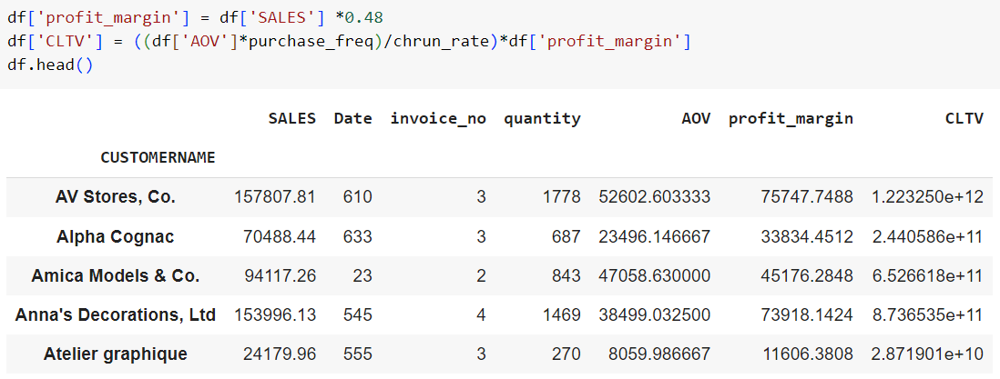 df['profit_margin'] = df['SALES'] *0.48
df['CLTV'] = ((df['AOV']*purchase_freq)/chrun_rate)*df['profit_margin']
df.head()
SALES Date invoice_no quantity AOV profit_margin CLTV
CUSTOMERNAME
AV Stores, Co. 157807.81 610 3 1778 52602.603333 75747.7488 1.223250e+12
Alpha Cognac 70488.44 633 3 687 23496.146667 33834.4512 2.440586e+11
Amica Models & Co. 94117.26 23 2 843 47058.630000 45176.2848 6.526618e+11
Anna's Decorations, Ltd 153996.13 545 4 1469 38499.032500 73918.1424 8.736535e+11
Atelier graphique 24179.96 555 3 270 8059.986667 11606.3808 2.871901e+10